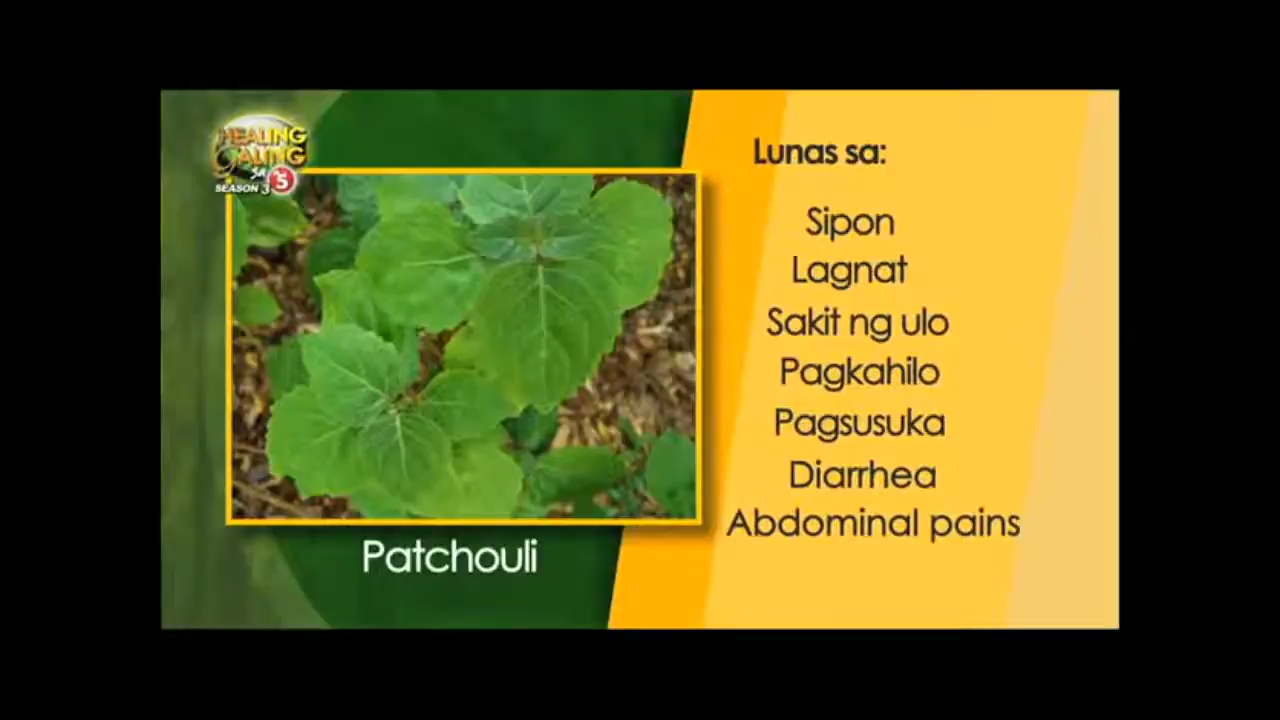 HEALING
GALING
SA 5
SEASON 3
Lunas sa:
Sipon
Lagnat
Sakit ng ulo
Pagkahilo
Pagsusuka
Diarrhea
Abdominal pains
Patchouli